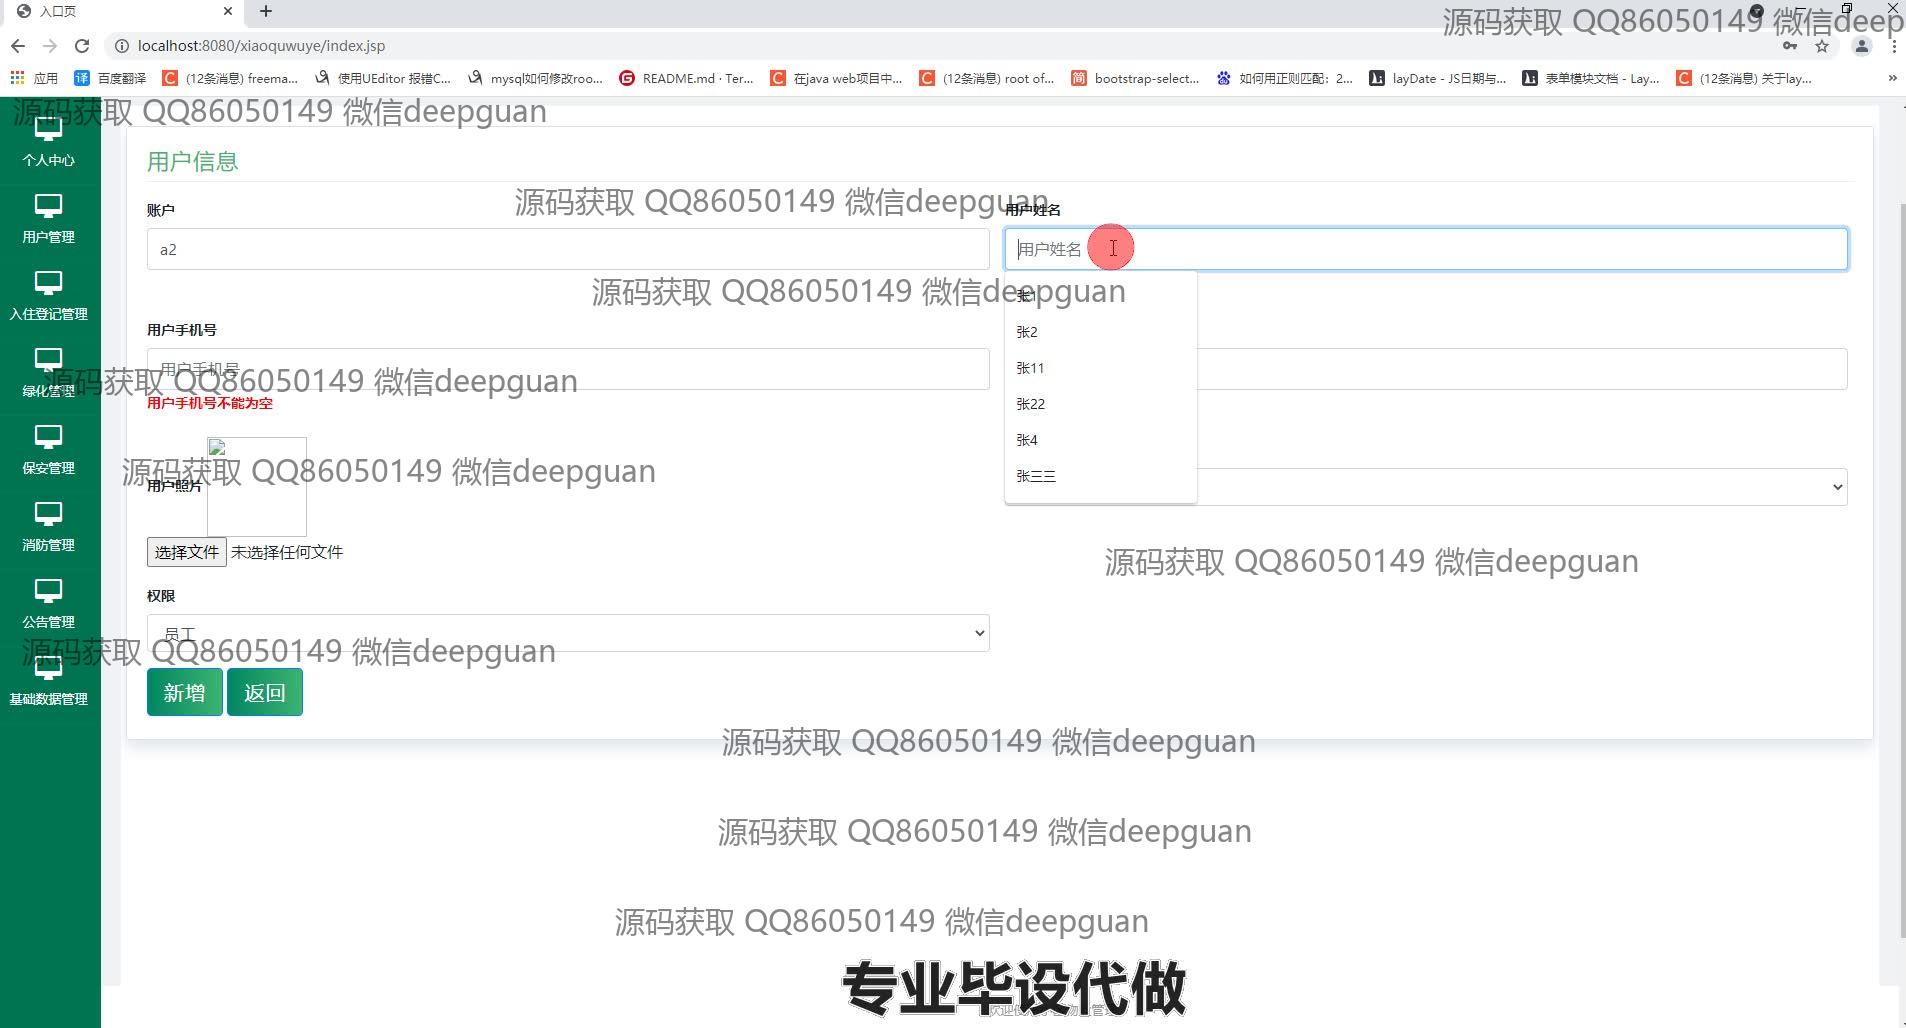 入口页
源码获取 QQ86050149 微信deep
localhost:8080/xiaoquwuye/index.jsp
应用 百度翻译 (12条消息) freema... 使用UEditor 报错C... mysql如何修改roo... README.md · Ter... 在java web项目中... (12条消息) root of... bootstrap-select... 如何用正则匹配：2... layDate - JS日期与... 表单模块文档 - Lay... (12条消息) 关于lay...
源码获取 QQ86050149 微信deepguan
个人中心
用户信息
源码获取 QQ86050149 微信deepguan
账户 用户姓名
用户管理
a2 用户姓名
源码获取 QQ86050149 微信deepguan
入住登记管理
用户手机号 张2
用户手机号 张11
源码获取 QQ86050149 微信deepguan
绿化管理
用户手机号不能为空 张22
张4
保安管理
源码获取 QQ86050149 微信deepguan
用户照片 张三三
消防管理
选择文件 未选择任何文件
源码获取 QQ86050149 微信deepguan
权限
公告管理
员工
源码获取 QQ86050149 微信deepguan
基础数据管理
新增 返回
源码获取 QQ86050149 微信deepguan
源码获取 QQ86050149 微信deepguan
源码获取 QQ86050149 微信deepguan
专业毕设代做